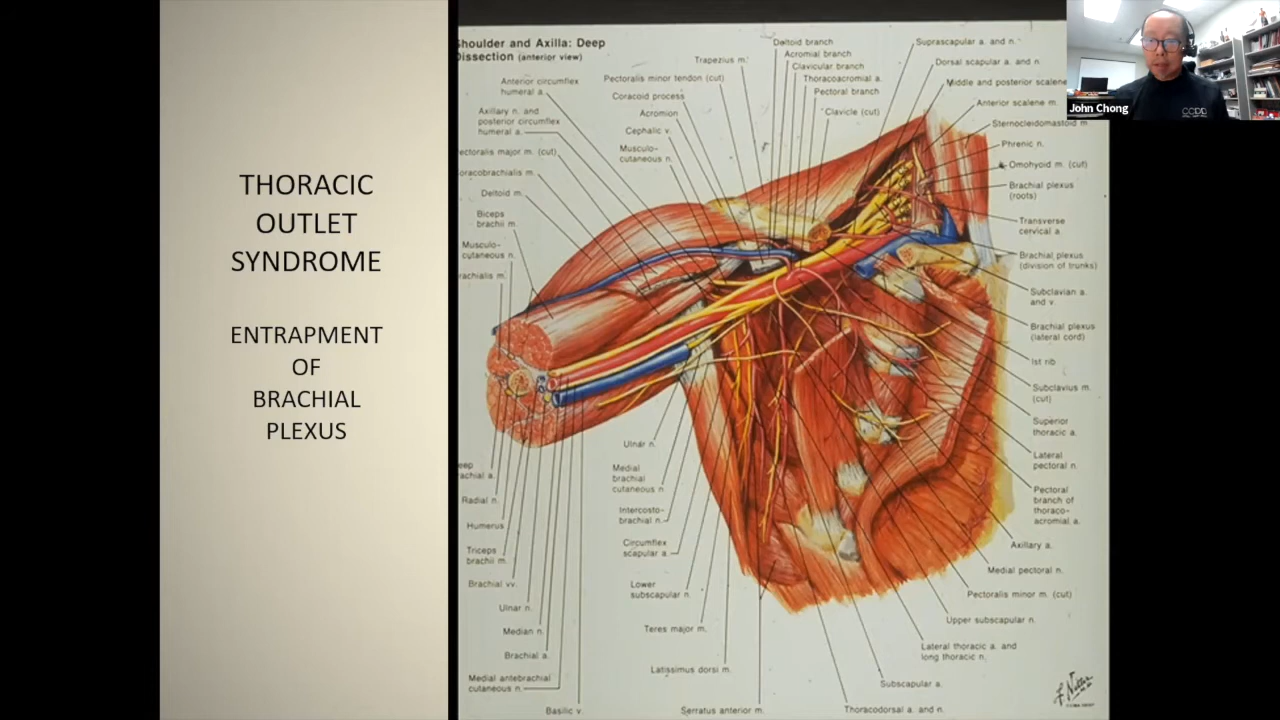 THORACIC
OUTLET
SYNDROME
ENTRAPMENT
OF
BRACHIAL
PLEXUS
Shoulder and Axilla: Deep
Dissection (anterior view)
Anterior circumflex
humeral a.
Axillary n. and
posterior circumflex
humeral a.
ectoralis major m. (cut)
oracobrachialis m.
Deltoid m.
Biceps
brachii m.
Musculo-
cutaneous n.
rachialis m.
Trapezius m.
Pectoralis minor tendon (cut)
Coracoid process
Acromion
Cephalic v.
Musculo-
cutaneous n.
Deltoid branch
Acromial branch
Clavicular branch
Thoracoacromial a.
Pectoral branch
Clavicle (cut)
Suprascapular a. and n.
Dorsal scapular a. and n.
Middle and posterior scalene
Anterior scalene m.
Sternocleidomastoid m
Phrenic n.
Omohyoid m. (cut)
Brachial plexus
(roots)
Transverse
cervical a.
Brachial plexus
(division of trunks)
Subclavian a.
and v.
Brachial plexus
(lateral cord)
Ist rib
Subclavius m.
(cut)
Superior
thoracic a.
Lateral
pectoral n.
Pectoral
branch of
thoraco-
acromial a.
Axillary a.
Medial pectoral n.
Pectoralis minor m. (cut)
Upper subscapular n.
Lateral thoracic a. and
long thoracic n.
Subscapular a.
Thoracodorsal a. and n.
eep
rachial a.
Radial n.
Humerus
Triceps
brachii m.
Brachial vv.
Ulnar n.
Median n.
Brachial a.
Medial antebrachial
cutaneous n.
Basilic v.
Ulnar n.
Medial
brachial
cutaneous n
Intercosto-
brachial n.
Circumflex
scapular a.
Lower
subscapular n.
Teres major m.
Latissimus dorsi m.
Serratus anterior m.
F. Netter
John Chong